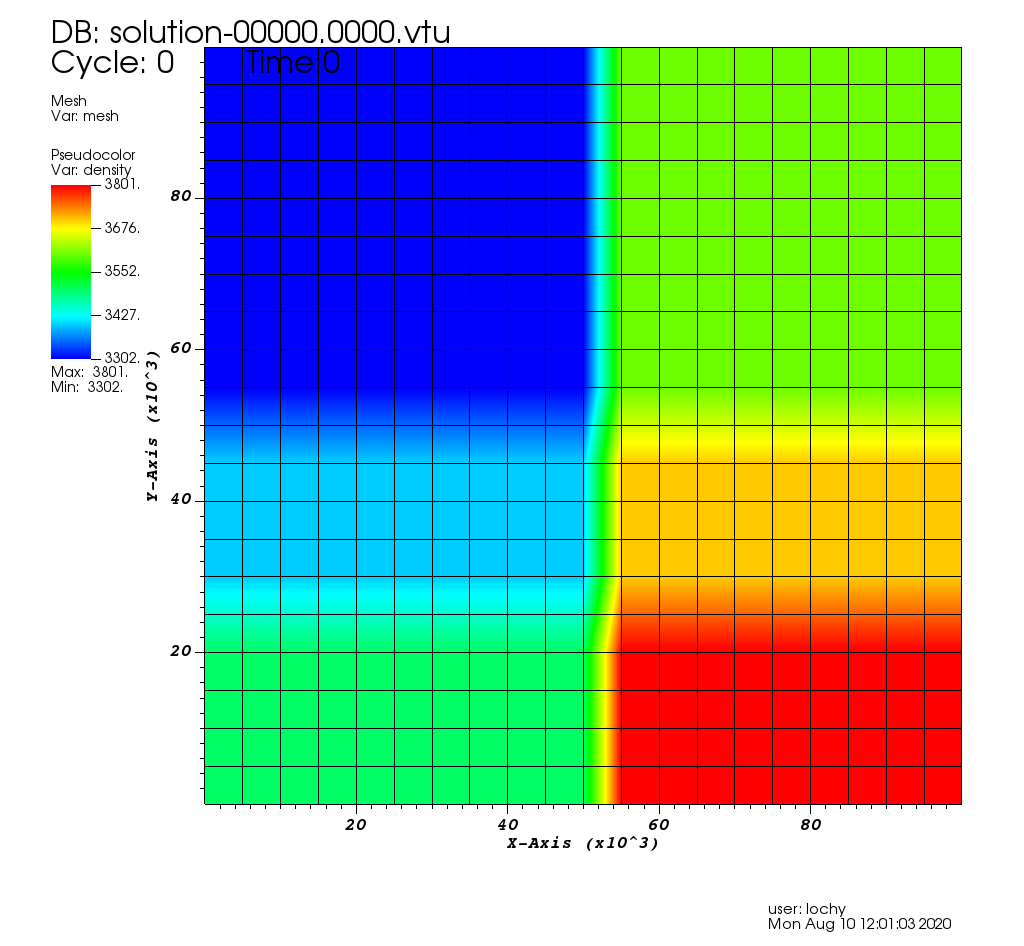 DB: solution-00000.0000.vtu
Cycle: 0 Time:0
Mesh
Var: mesh
Pseudocolor
Var: density
3801.
3676.
3552.
3427.
3302.
Max: 3801.
Min: 3302.
80
60
40
20
Y-Axis (x10^3)
20 40 60 80
X-Axis (x10^3)
user: lochy
Mon Aug 10 12:01:03 2020